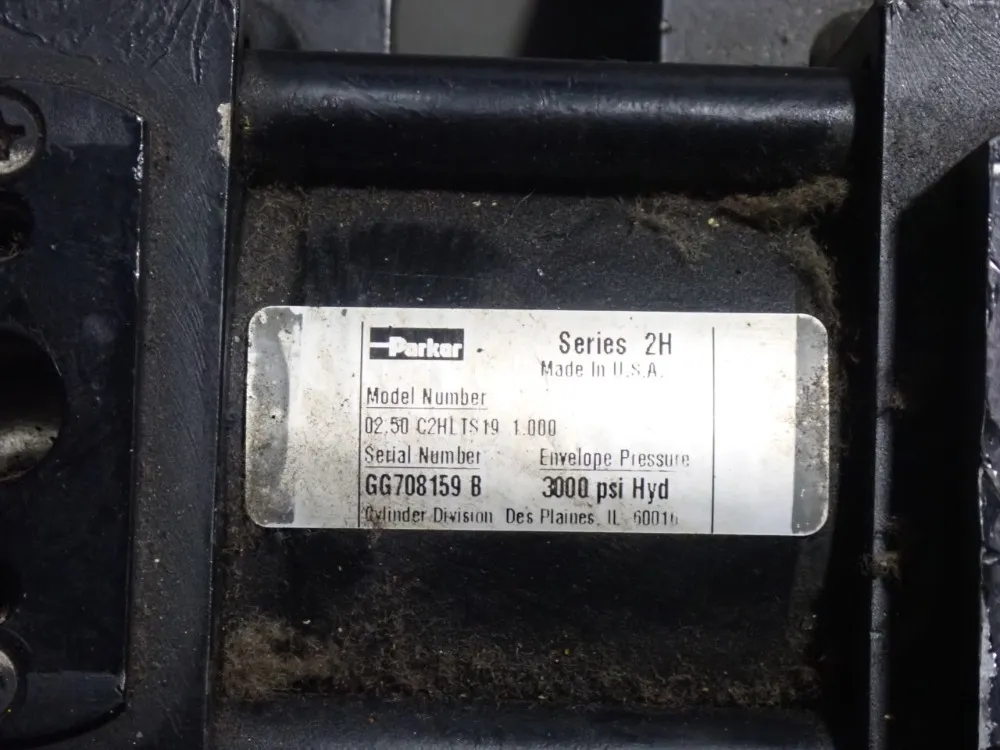 Parker
Series 2H
Made In U.S.A.
Model Number
02.50 C2HLTS19 1.000
Serial Number Envelope Pressure
GG708159 B 3000 psi Hyd
Cylinder Division Des Plaines IL 60016